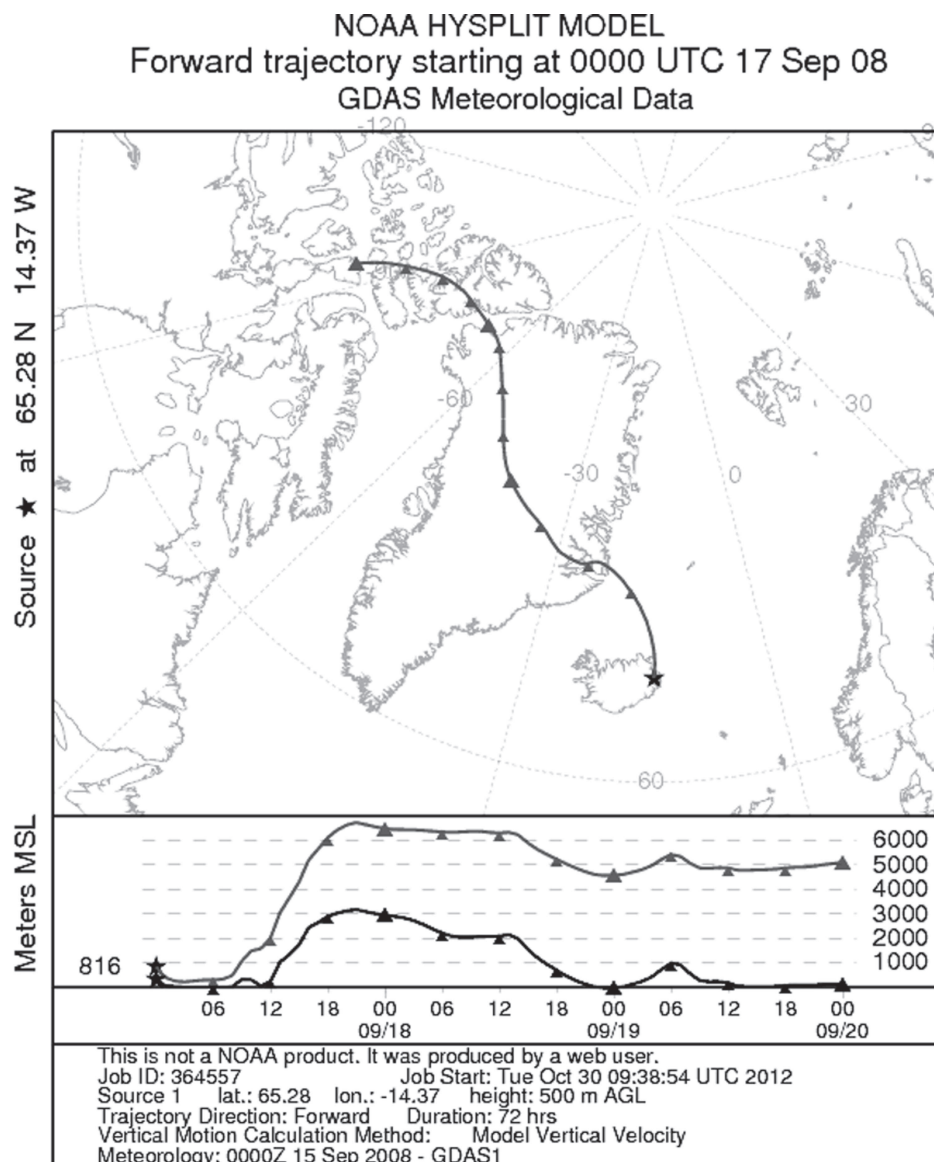 NOAA HYSPLIT MODEL
Forward trajectory starting at 0000 UTC 17 Sep 08
GDAS Meteorological Data
Source ★ at 65.28 N 14.37 W
-120
-60
-30
0
30
60
Meters MSL
816
6000
5000
4000
3000
2000
1000
06 12 18 00 06 12 18 00 06 12 18 00
09/18 09/19 09/20
This is not a NOAA product. It was produced by a web user.
Job ID: 364557 Job Start: Tue Oct 30 09:38:54 UTC 2012
Source 1 lat.: 65.28 lon.: -14.37 height: 500 m AGL
Trajectory Direction: Forward Duration: 72 hrs
Vertical Motion Calculation Method: Model Vertical Velocity
Meteorology: 0000Z 15 Sep 2008 - GDAS1